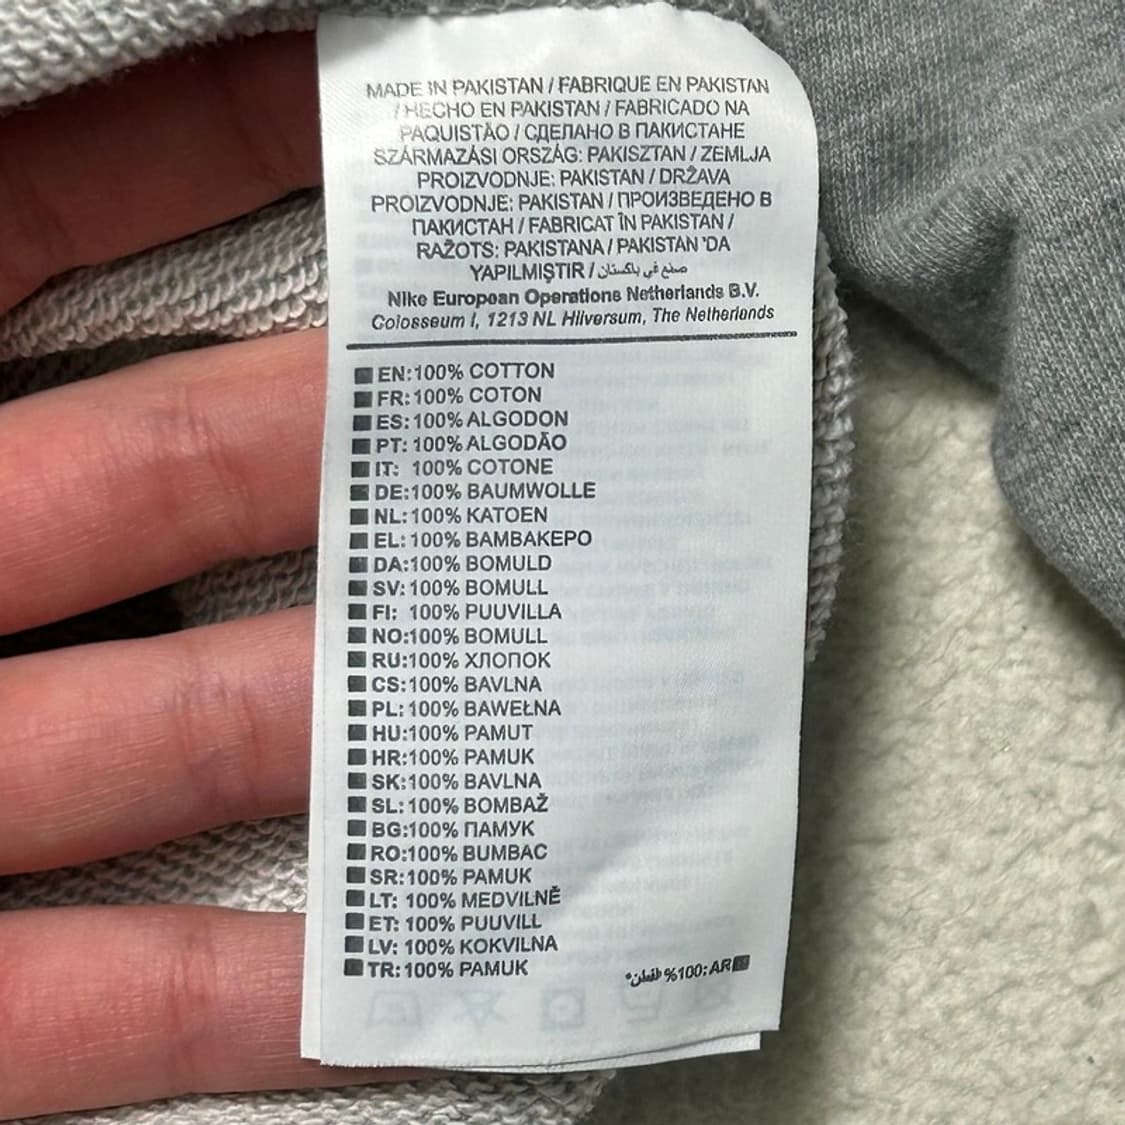 MADE IN PAKISTAN / FABRIQUE EN PAKISTAN
/ HECHO EN PAKISTAN / FABRICADO NA
PAQUISTÃO / СДЕЛАНО В ПАКИСТАНЕ
SZÁRMAZÁSI ORSZÁG: PAKISZTAN / ZEMLJA
PROIZVODNJE: PAKISTAN / DRŽAVA
PROIZVODNJE: PAKISTAN / ПРОИЗВЕДЕНО В
ПАКИСТАН / FABRICAT ÎN PAKISTAN /
RAŽOTS: PAKISTANA / PAKISTAN 'DA
YAPILMIŞTIR / صنع في باكستان
Nike European Operations Netherlands B.V.
Colosseum I, 1213 NL Hilversum, The Netherlands
EN:100% COTTON
FR:100% COTON
ES:100% ALGODON
PT:100% ALGODÃO
IT: 100% COTONE
DE:100% BAUMWOLLE
NL:100% KATOEN
EL:100% BAMBAKEPO
DA:100% BOMULD
SV:100% BOMULL
FI: 100% PUUVILLA
NO:100% BOMULL
RU:100% ХЛОПОК
CS:100% BAVLNA
PL:100% BAWEŁNA
HU:100% PAMUT
HR:100% PAMUK
SK:100% BAVLNA
SL:100% BOMBAŽ
BG:100% ПАМУК
RO:100% BUMBAC
SR:100% PAMUK
LT: 100% MEDVILNĚ
ET:100% PUUVILL
LV: 100% KOKVILNA
TR:100% PAMUK
%100:AR